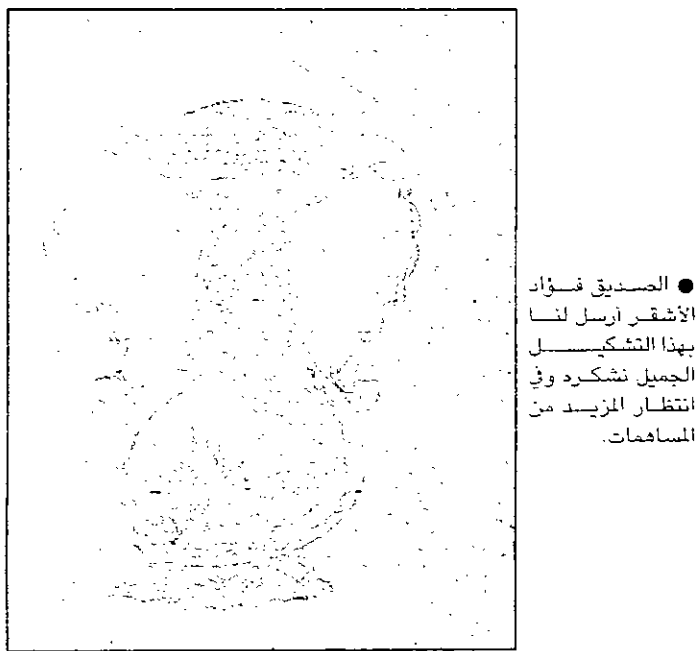 ● الصديق فؤاد
الأشقر أرسل لنا
بهذا التشكيل
الجميل نشكره وفي
انتظار المزيد من
المساهمات.